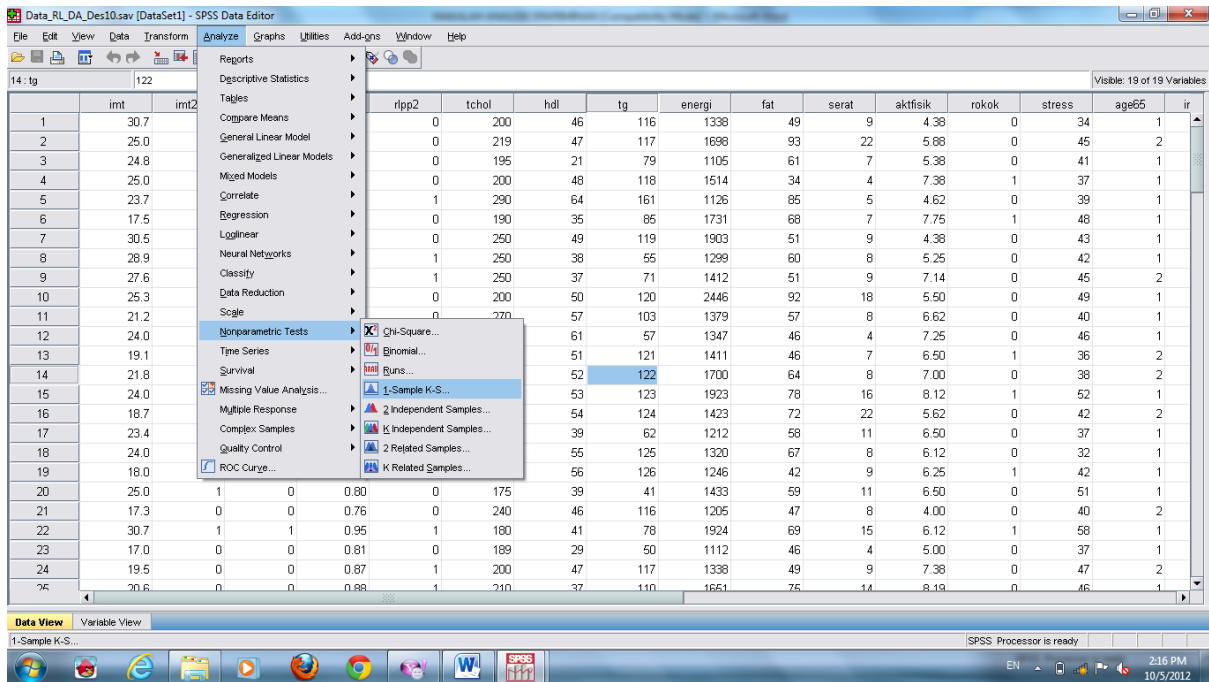 Data_RL_DA_Des10.sav [DataSet1] - SPSS Data Editor
File Edit View Data Transform Analyze Graphs Utilities Add-ons Window Help
14 : tg 122 Visible: 19 of 19 Variables
imt imt2 rlpp2 tchol hdl tg energi fat serat aktfisik rokok stress age65 ir
1 30.7 0 200 46 116 1338 49 9 4.38 0 34 1
2 25.0 0 219 47 117 1698 93 22 5.88 0 45 2
3 24.8 0 195 21 79 1105 61 7 5.38 0 41 1
4 25.0 0 200 48 118 1514 34 4 7.38 1 37 1
5 23.7 1 290 64 161 1126 85 5 4.62 0 39 1
6 17.5 0 190 35 85 1731 68 7 7.75 1 48 1
7 30.5 0 250 49 119 1903 51 9 4.38 0 43 1
8 28.9 1 250 38 55 1299 60 8 5.25 0 42 1
9 27.6 1 250 37 71 1412 51 9 7.14 0 45 2
10 25.3 0 200 50 120 2446 92 18 5.50 0 49 1
11 21.2 0 270 57 103 1379 57 8 6.62 0 40 1
12 24.0 61 57 1347 46 4 7.25 0 46 1
13 19.1 51 121 1411 46 7 6.50 1 36 2
14 21.8 52 122 1700 64 8 7.00 0 38 2
15 24.0 53 123 1923 78 16 8.12 1 52 1
16 18.7 54 124 1423 72 22 5.62 0 42 2
17 23.4 39 62 1212 58 11 6.50 0 37 1
18 24.0 55 125 1320 67 8 6.12 0 32 1
19 18.0 56 126 1246 42 9 6.25 1 42 1
20 25.0 1 0 0.80 0 175 39 41 1433 59 11 6.50 0 51 1
21 17.3 0 0 0.76 0 240 46 116 1205 47 8 4.00 0 40 2
22 30.7 1 1 0.95 1 180 41 78 1924 69 15 6.12 1 58 1
23 17.0 0 0 0.81 0 189 29 50 1112 46 4 5.00 0 37 1
24 19.5 0 0 0.87 1 200 47 117 1338 49 9 7.38 0 47 2
25 20.6 0 0 0.88 1 210 37 110 1651 75 14 8.19 0 46 1
Reports
Descriptive Statistics
Tables
Compare Means
General Linear Model
Generalized Linear Models
Mixed Models
Correlate
Regression
Loglinear
Neural Networks
Classify
Data Reduction
Scale
Nonparametric Tests
Time Series
Survival
Missing Value Analysis...
Multiple Response
Complex Samples
Quality Control
ROC Curve...
Chi-Square...
Binomial...
Runs...
1-Sample K-S...
2 Independent Samples...
K Independent Samples...
2 Related Samples...
K Related Samples...
Data View Variable View
1-Sample K-S... SPSS Processor is ready
EN 2:16 PM
10/5/2012